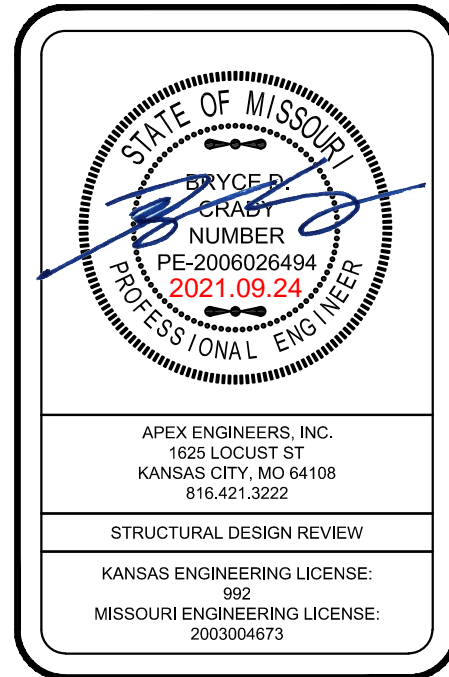 STATE OF MISSOURI
BRYCE D.
CRADY
NUMBER
PE-2006026494
2021.09.24
PROFESSIONAL ENGINEER
APEX ENGINEERS, INC.
1625 LOCUST ST
KANSAS CITY, MO 64108
816.421.3222
STRUCTURAL DESIGN REVIEW
KANSAS ENGINEERING LICENSE:
992
MISSOURI ENGINEERING LICENSE:
2003004673